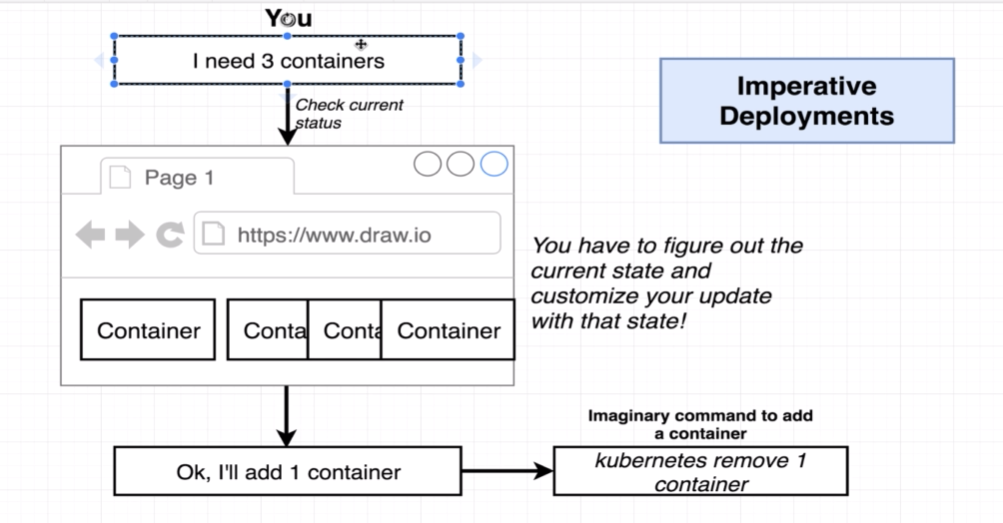 You
I need 3 containers
Check current
status
Imperative
Deployments
Page 1
https://www.draw.io
You have to figure out the
current state and
customize your update
with that state!
Container
Conta
Conta
Container
Ok, I'll add 1 container
Imaginary command to add
a container
kubernetes remove 1
container